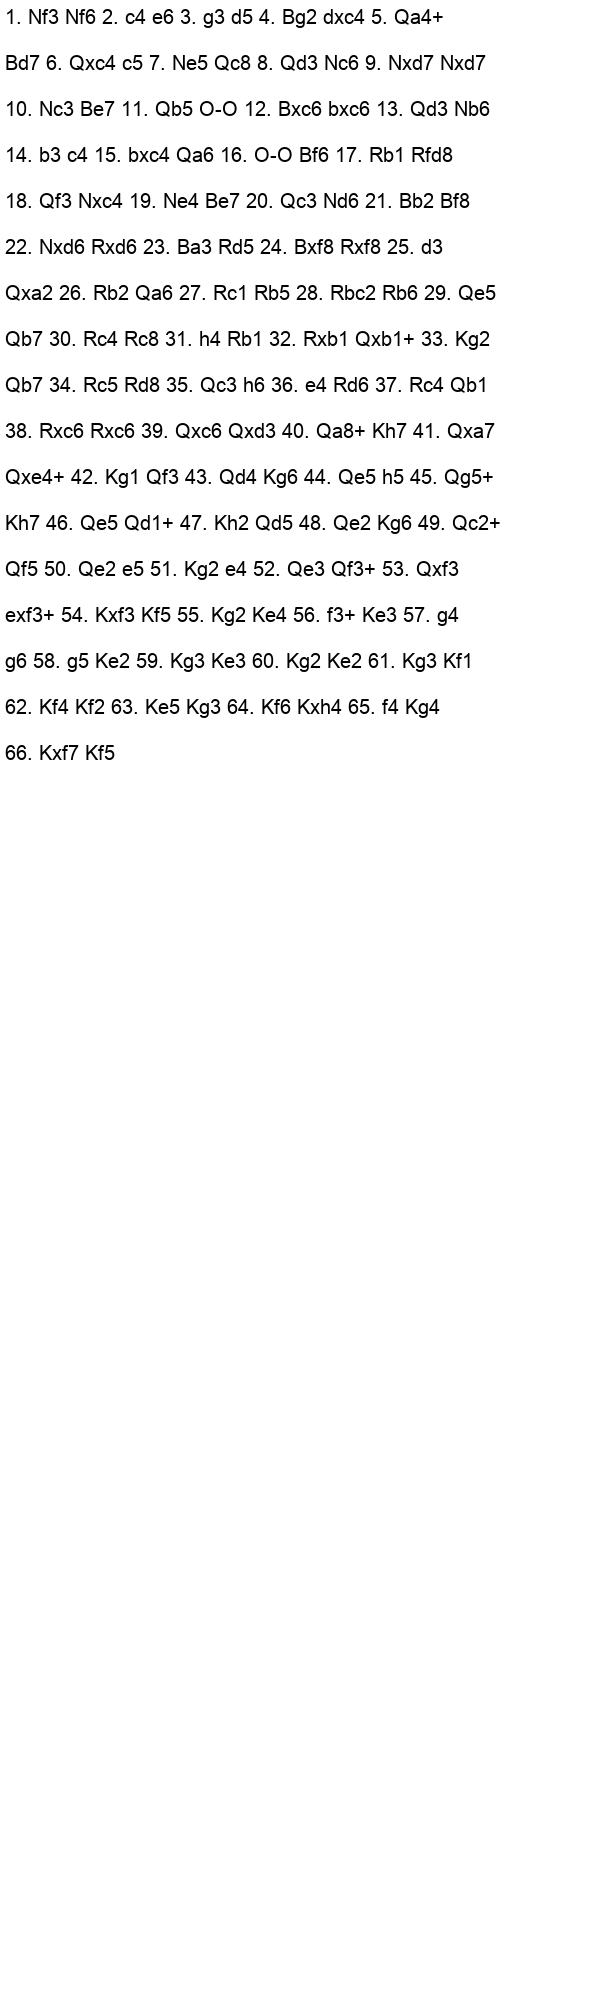 1. Nf3 Nf6 2. c4 e6 3. g3 d5 4. Bg2 dxc4 5. Qa4+
Bd7 6. Qxc4 c5 7. Ne5 Qc8 8. Qd3 Nc6 9. Nxd7 Nxd7
10. Nc3 Be7 11. Qb5 O-O 12. Bxc6 bxc6 13. Qd3 Nb6
14. b3 c4 15. bxc4 Qa6 16. O-O Bf6 17. Rb1 Rfd8
18. Qf3 Nxc4 19. Ne4 Be7 20. Qc3 Nd6 21. Bb2 Bf8
22. Nxd6 Rxd6 23. Ba3 Rd5 24. Bxf8 Rxf8 25. d3
Qxa2 26. Rb2 Qa6 27. Rc1 Rb5 28. Rbc2 Rb6 29. Qe5
Qb7 30. Rc4 Rc8 31. h4 Rb1 32. Rxb1 Qxb1+ 33. Kg2
Qb7 34. Rc5 Rd8 35. Qc3 h6 36. e4 Rd6 37. Rc4 Qb1
38. Rxc6 Rxc6 39. Qxc6 Qxd3 40. Qa8+ Kh7 41. Qxa7
Qxe4+ 42. Kg1 Qf3 43. Qd4 Kg6 44. Qe5 h5 45. Qg5+
Kh7 46. Qe5 Qd1+ 47. Kh2 Qd5 48. Qe2 Kg6 49. Qc2+
Qf5 50. Qe2 e5 51. Kg2 e4 52. Qe3 Qf3+ 53. Qxf3
exf3+ 54. Kxf3 Kf5 55. Kg2 Ke4 56. f3+ Ke3 57. g4
g6 58. g5 Ke2 59. Kg3 Ke3 60. Kg2 Ke2 61. Kg3 Kf1
62. Kf4 Kf2 63. Ke5 Kg3 64. Kf6 Kxh4 65. f4 Kg4
66. Kxf7 Kf5